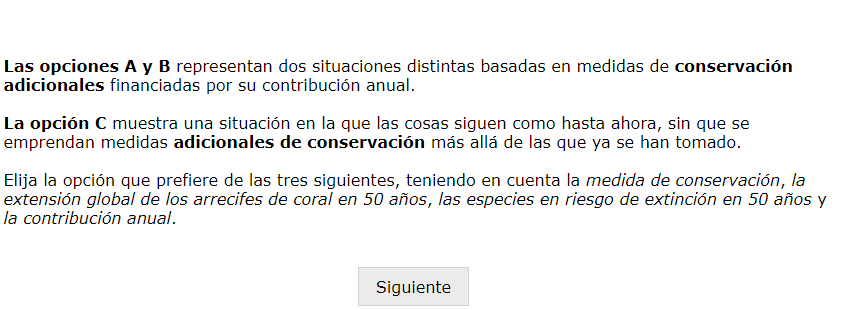 Las opciones A y B representan dos situaciones distintas basadas en medidas de conservación
adicionales financiadas por su contribución anual.
La opción C muestra una situación en la que las cosas siguen como hasta ahora, sin que se
emprendan medidas adicionales de conservación más allá de las que ya se han tomado.
Elija la opción que prefiere de las tres siguientes, teniendo en cuenta la medida de conservación, la
extensión global de los arrecifes de coral en 50 años, las especies en riesgo de extinción en 50 años y
la contribución anual.
Siguiente